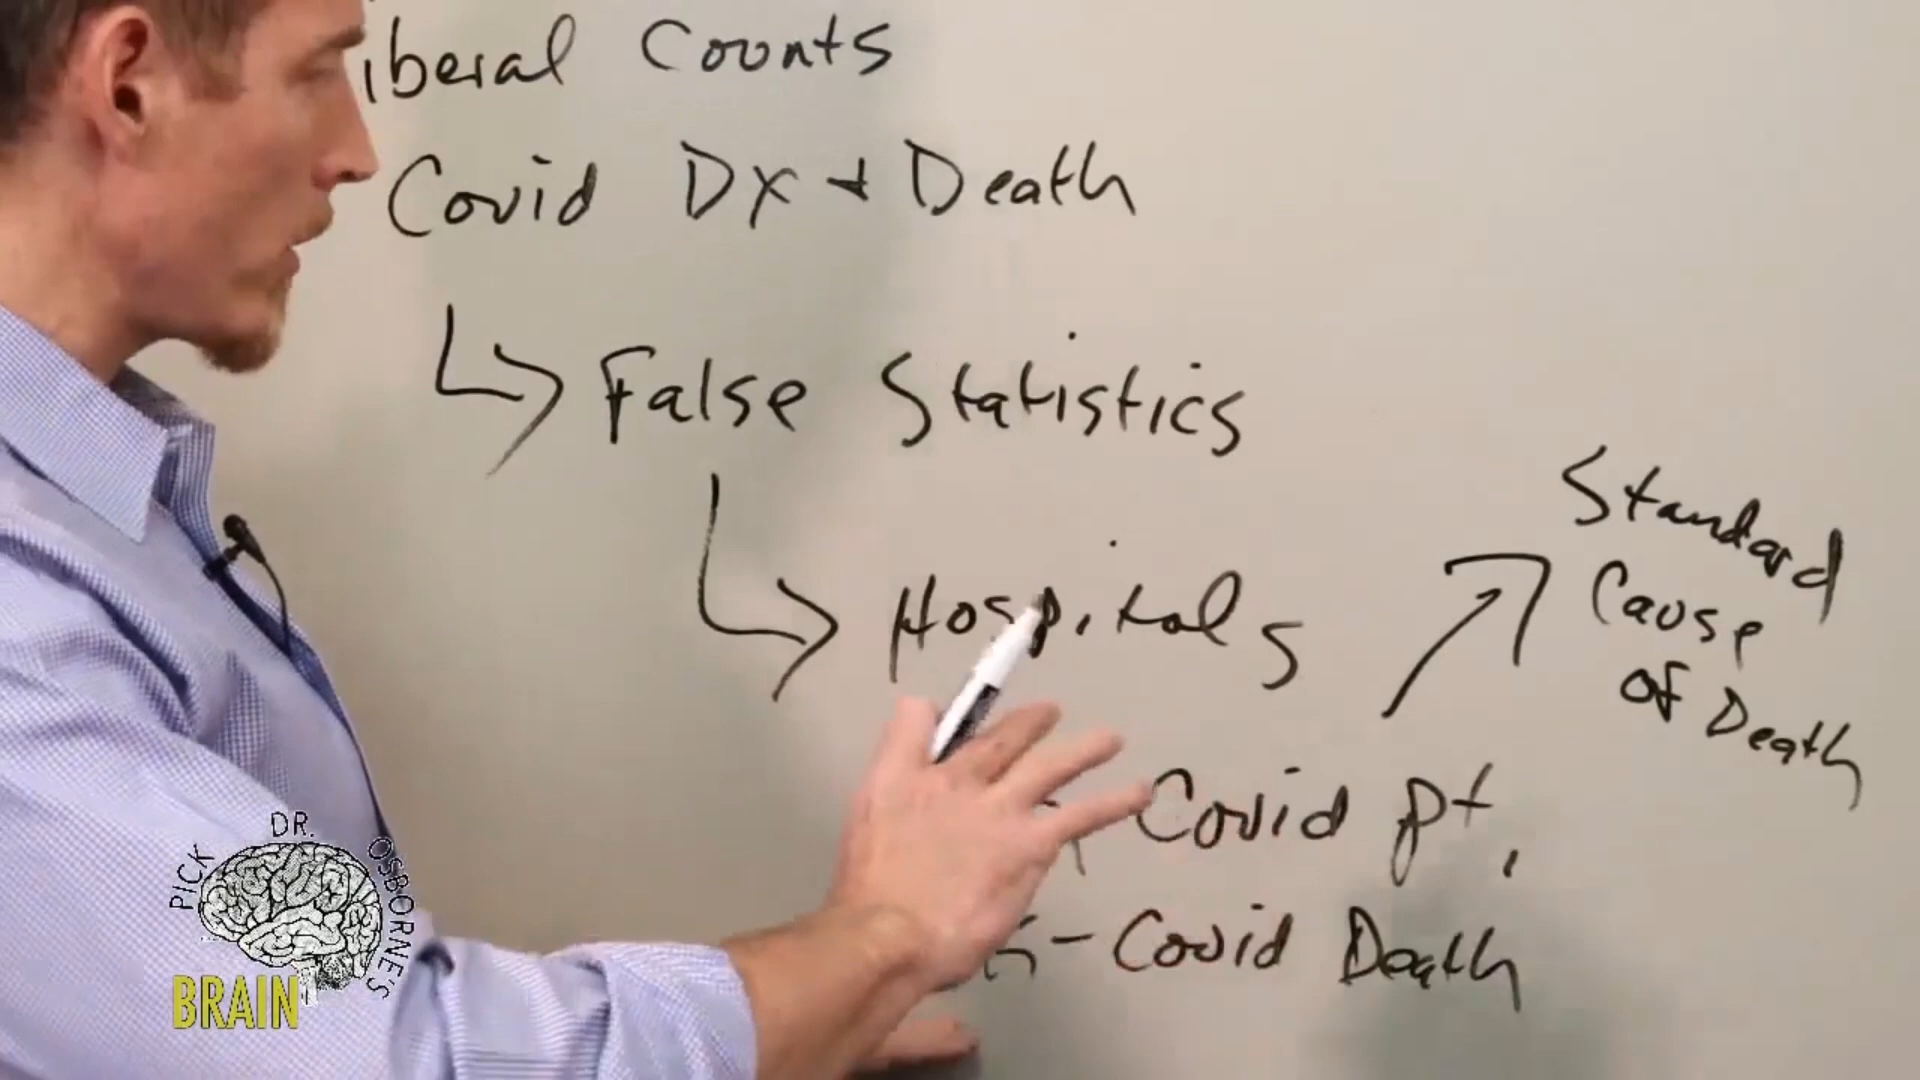 iberal Counts
Covid Dx + Death
False Statistics
Hospitals
Standard
Cause
of Death
Covid pt,
- Covid Death
PICK
DR.
OSBORNE'S
BRAIN